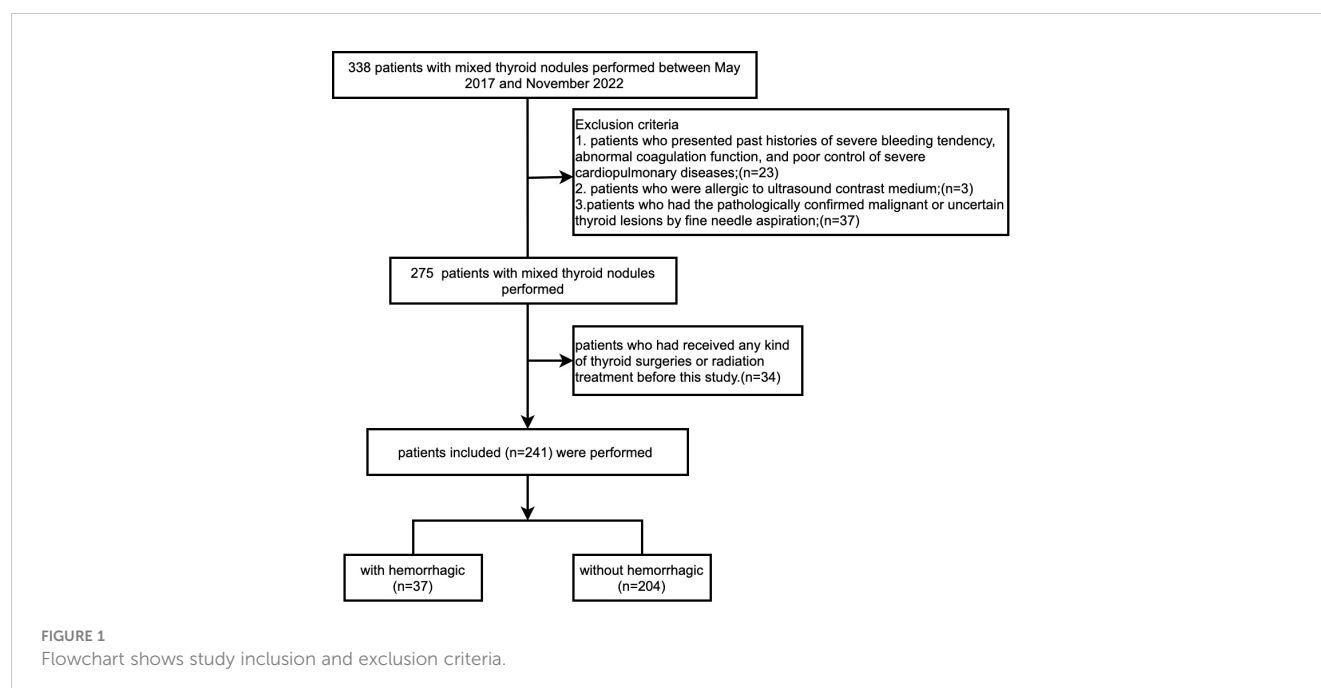 338 patients with mixed thyroid nodules performed between May
2017 and November 2022
Exclusion criteria
1. patients who presented past histories of severe bleeding tendency,
abnormal coagulation function, and poor control of severe
cardiopulmonary diseases;(n=23)
2. patients who were allergic to ultrasound contrast medium;(n=3)
3.patients who had the pathologically confirmed malignant or uncertain
thyroid lesions by fine needle aspiration;(n=37)
275 patients with mixed thyroid nodules
performed
patients who had received any kind
of thyroid surgeries or radiation
treatment before this study.(n=34)
patients included (n=241) were performed
with hemorrhagic
(n=37)
without hemorrhagic
(n=204)
FIGURE 1
Flowchart shows study inclusion and exclusion criteria.